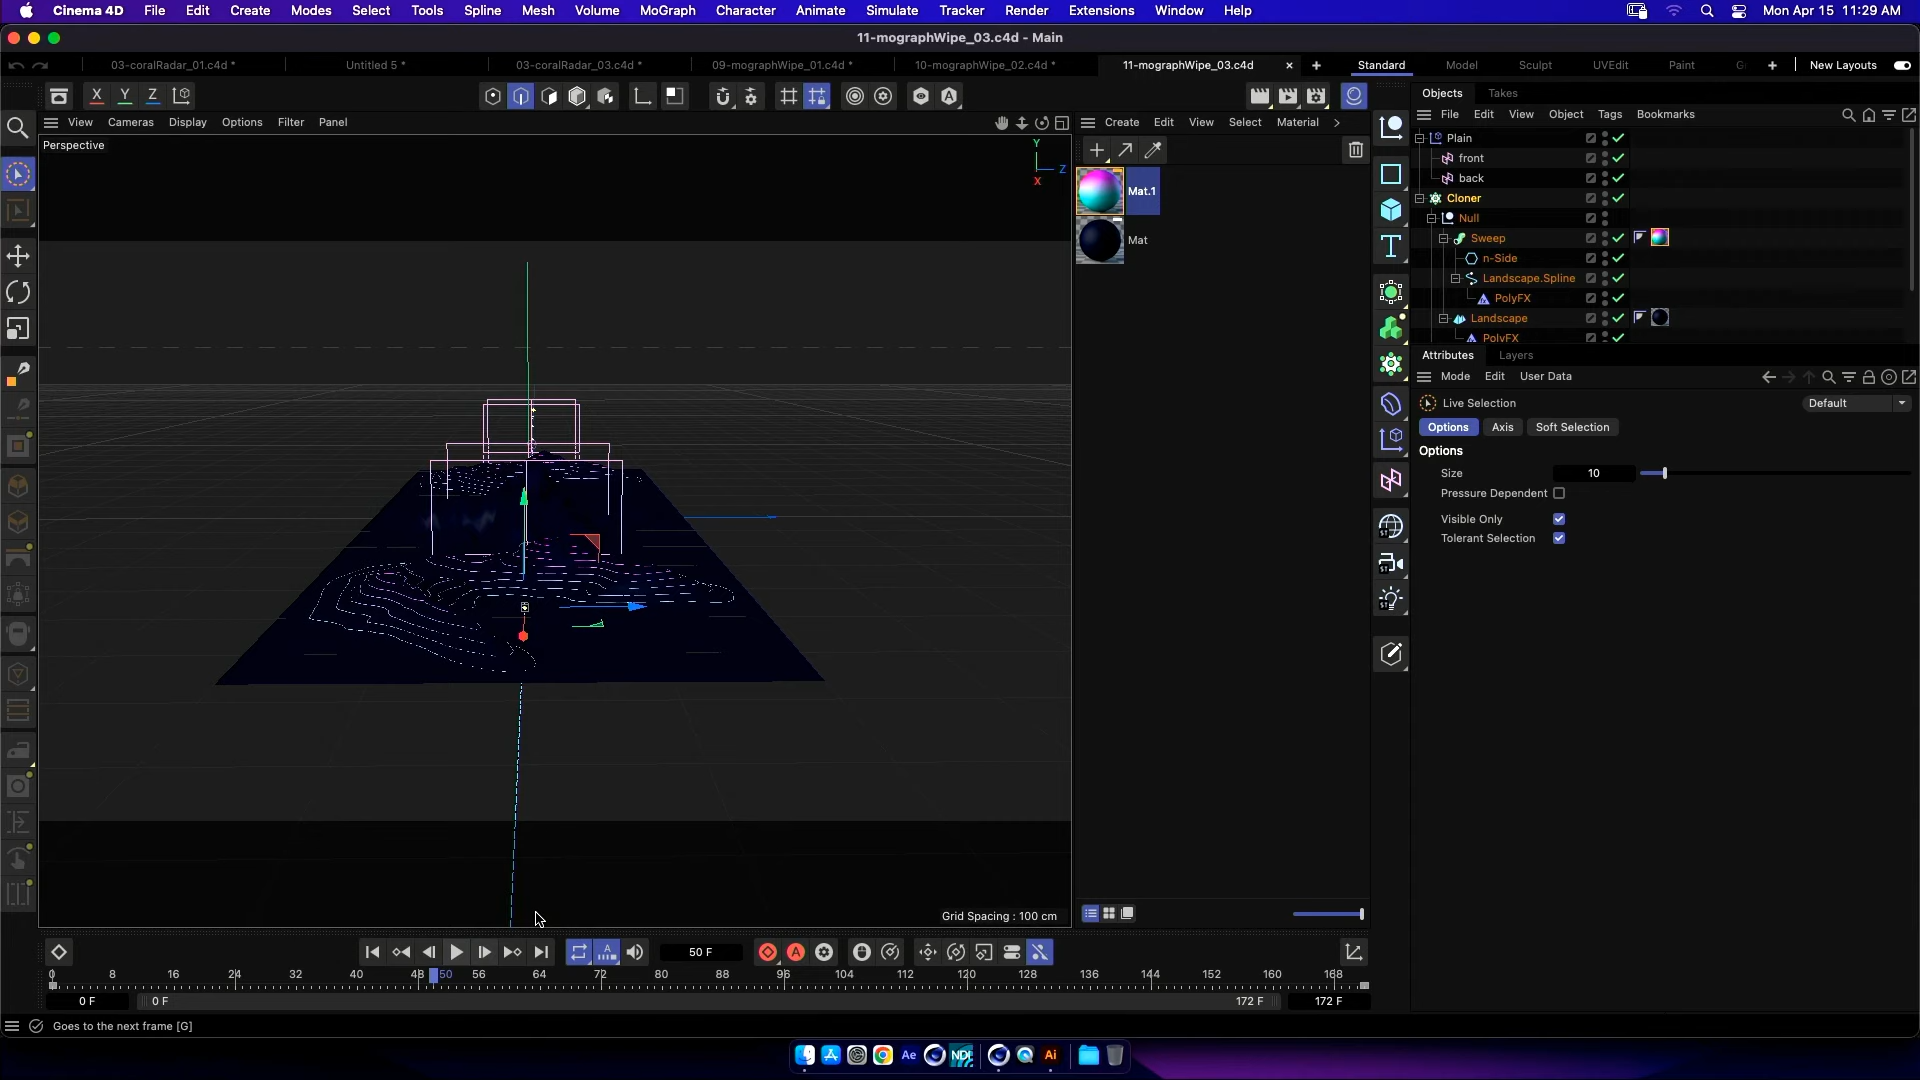 Cinema 4D File Edit Create Modes Select Tools Spline Mesh Volume MoGraph Character Animate Simulate Tracker Render Extensions Window Help Mon Apr 15 11:29 AM
11-mographWipe_03.c4d - Main
03-coralRadar_01.c4d * Untitled 5 * 03-coralRadar_03.c4d * 09-mographWipe_01.c4d * 10-mographWipe_02.c4d * 11-mographWipe_03.c4d Standard Model Sculpt UVEdit Paint New Layouts
X Y Z
Objects Takes
View Cameras Display Options Filter Panel
Create Edit View Select Material
File Edit View Object Tags Bookmarks
Perspective
Y
Z
X
Mat.1
Mat
Plain
front
back
Cloner
Null
Sweep
n-Side
Landscape.Spline
PolyFX
Landscape
PolyFX
Attributes Layers
Mode Edit User Data
Live Selection Default
Options Axis Soft Selection
Options
Size 10
Pressure Dependent
Visible Only
Tolerant Selection
Grid Spacing : 100 cm
50 F
0 8 16 24 32 40 48 50 56 64 72 80 88 96 104 112 120 128 136 144 152 160 168
0 F 0 F 172 F 172 F
Goes to the next frame [G]
Ae NDI Ai